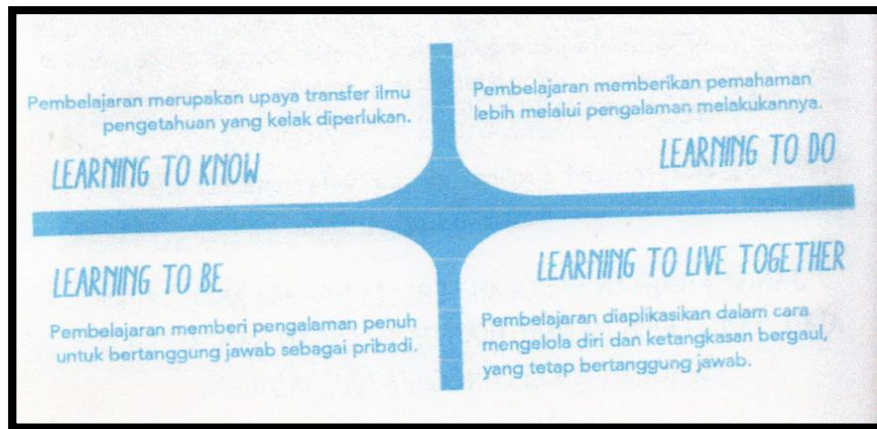 Pembelajaran merupakan upaya transfer ilmu
pengetahuan yang kelak diperlukan.
LEARNING TO KNOW
Pembelajaran memberikan pemahaman
lebih melalui pengalaman melakukannya.
LEARNING TO DO
LEARNING TO BE
Pembelajaran memberi pengalaman penuh
untuk bertanggung jawab sebagai pribadi.
LEARNING TO LIVE TOGETHER
Pembelajaran diaplikasikan dalam cara
mengelola diri dan ketangkasan bergaul,
yang tetap bertanggung jawab.